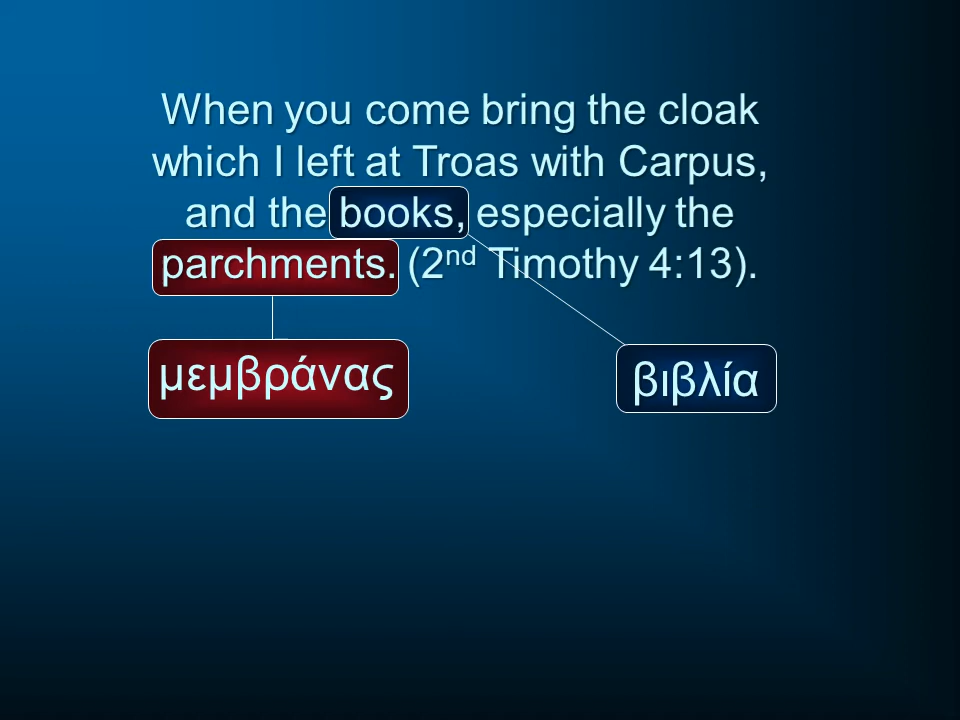 When you come bring the cloak
which I left at Troas with Carpus,
and the books, especially the
parchments. (2nd Timothy 4:13).
μεμβράνας
βιβλία